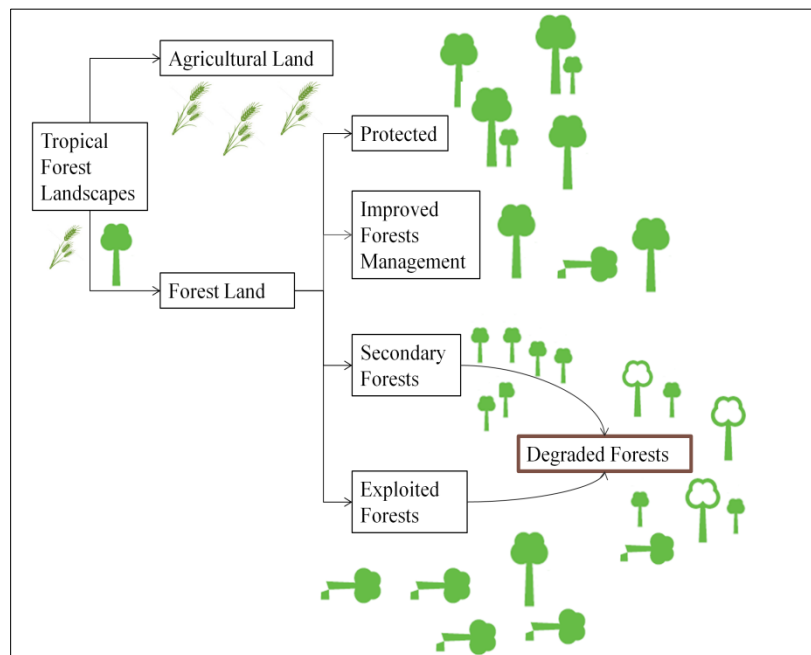 Agricultural Land
Tropical
Forest
Landscapes
Protected
Improved
Forests
Management
Forest Land
Secondary
Forests
Degraded Forests
Exploited
Forests